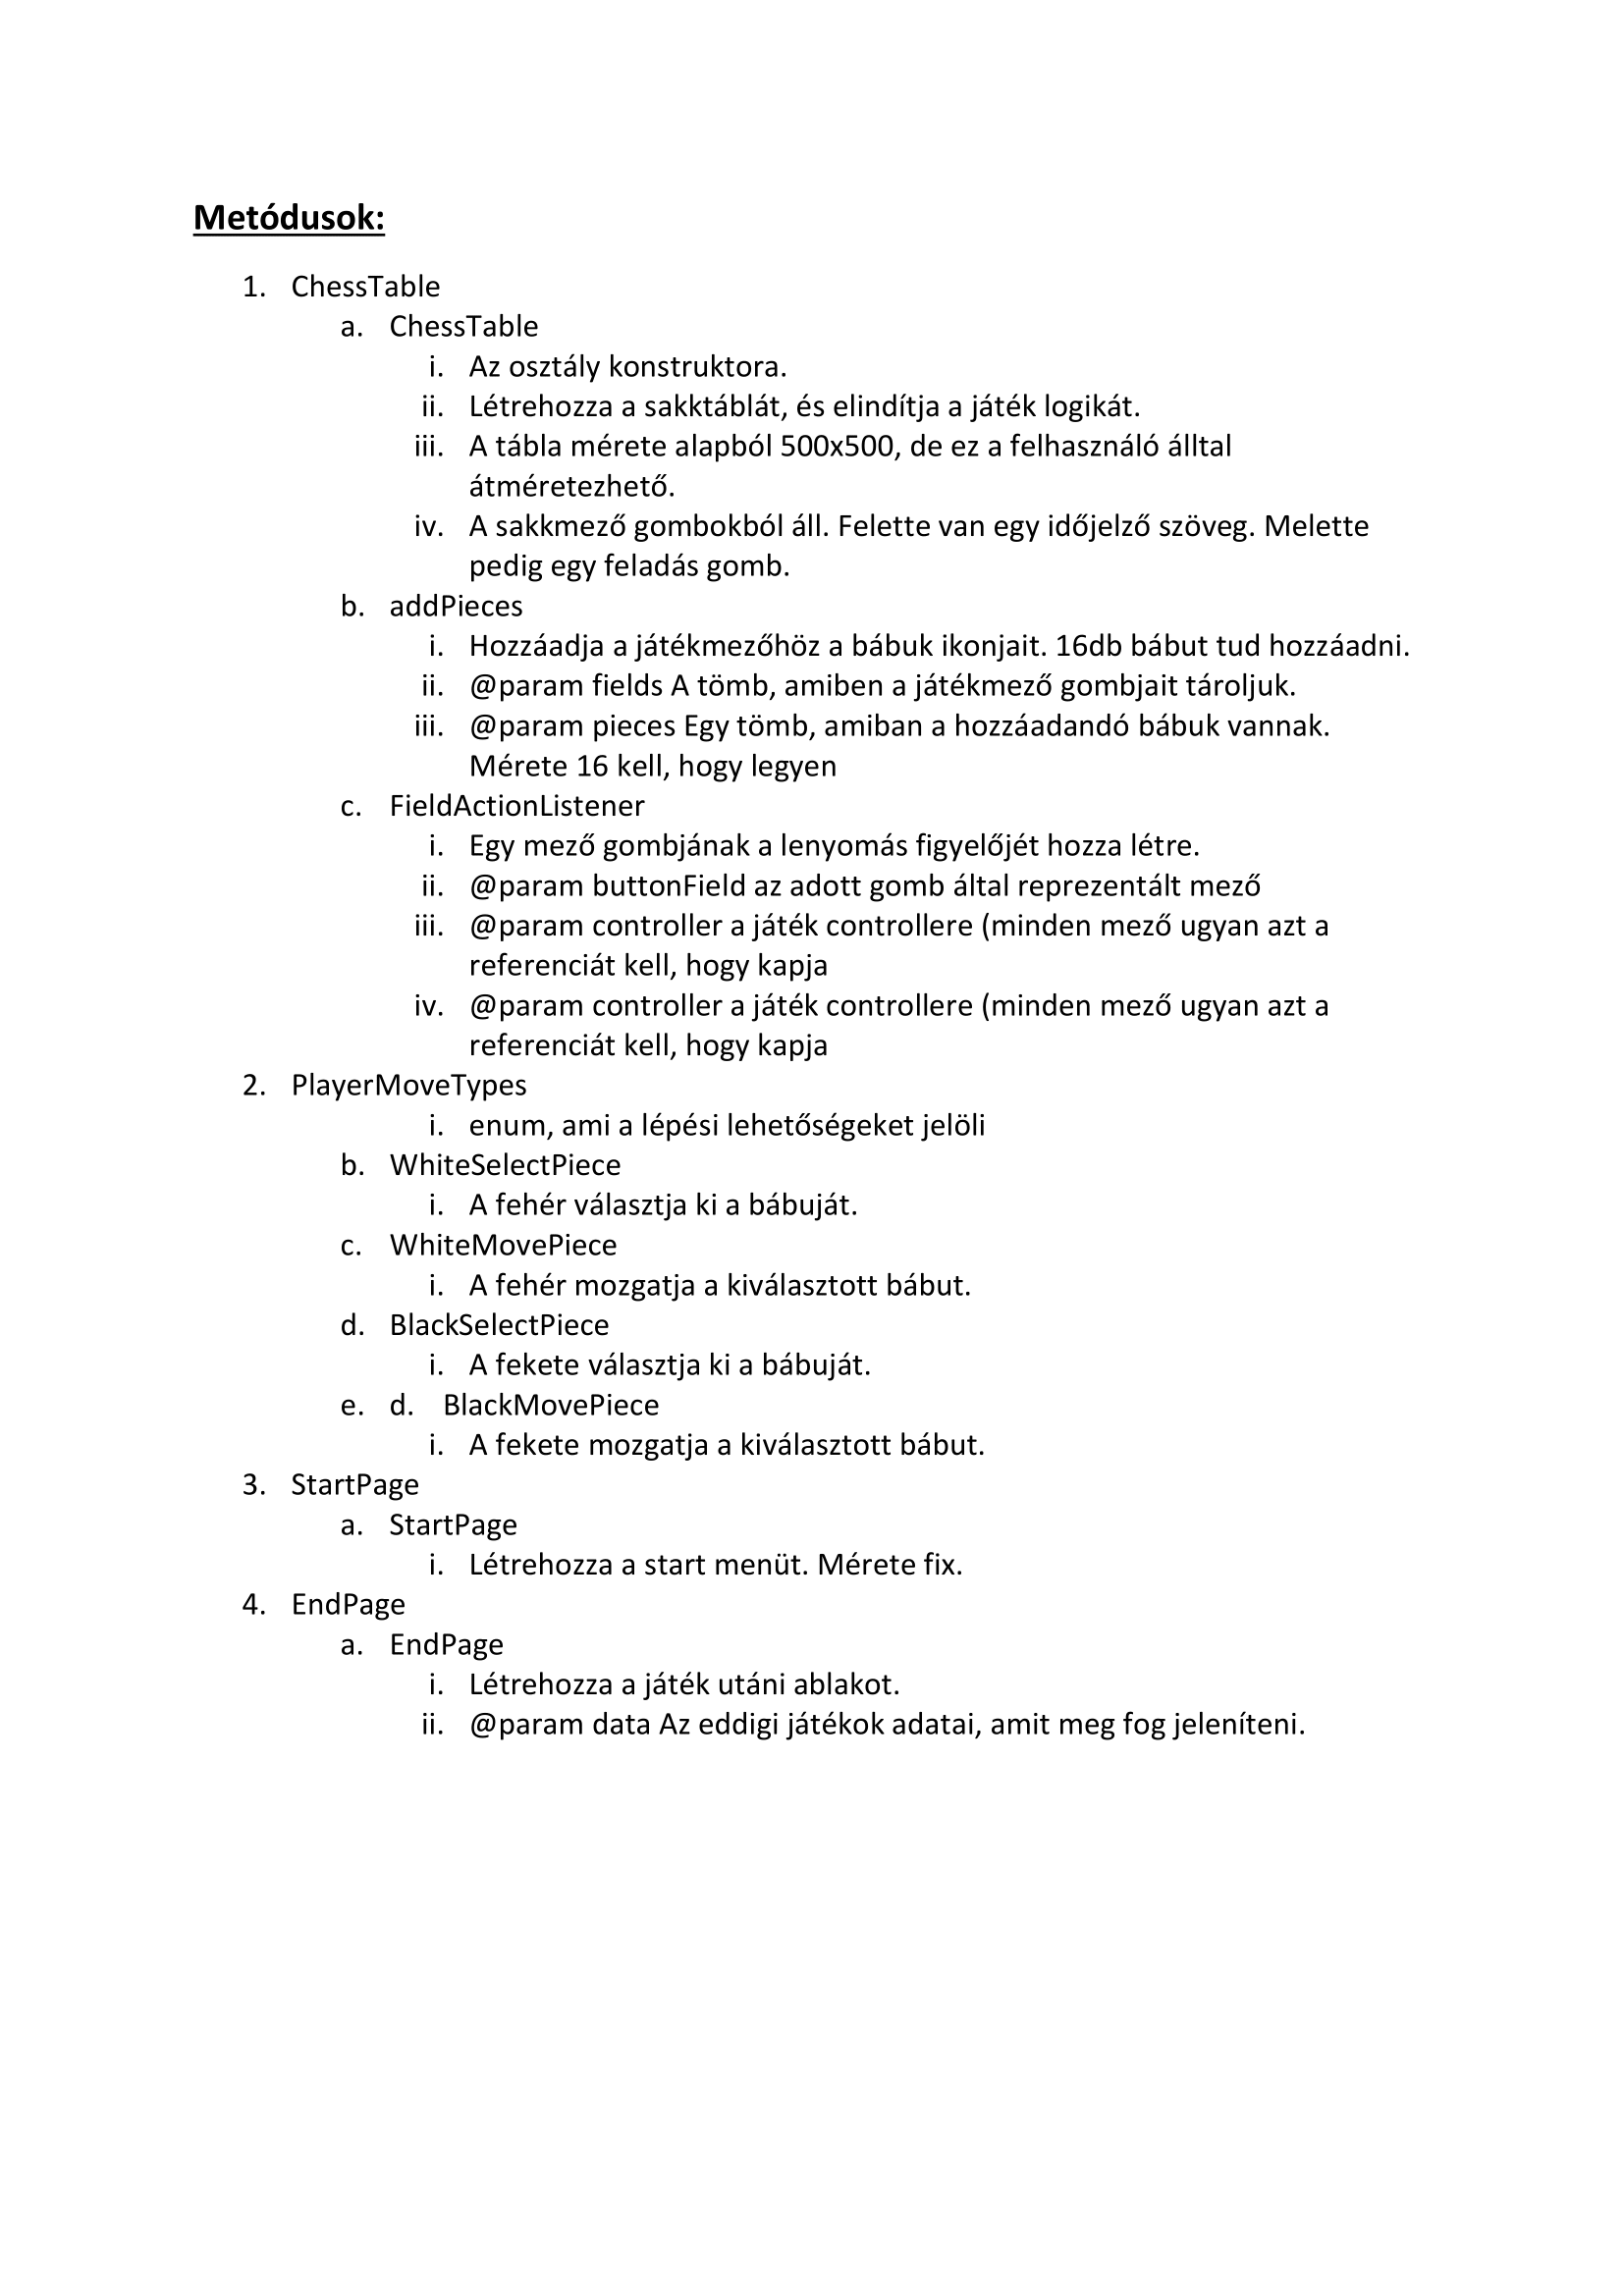 Metódusok:
1. ChessTable
a. ChessTable
i. Az osztály konstruktora.
ii. Létrehozza a sakktáblát, és elindítja a játék logikát.
iii. A tábla mérete alapból 500x500, de ez a felhasználó álltal
átméretezhető.
iv. A sakkmező gombokból áll. Felette van egy időjelző szöveg. Melette
pedig egy feladás gomb.
b. addPieces
i. Hozzáadja a játékmezőhöz a bábuk ikonjait. 16db bábut tud hozzáadni.
ii. @param fields A tömb, amiben a játékmező gombjait tároljuk.
iii. @param pieces Egy tömb, amiban a hozzáadandó bábuk vannak.
Mérete 16 kell, hogy legyen
c. FieldActionListener
i. Egy mező gombjának a lenyomás figyelőjét hozza létre.
ii. @param buttonField az adott gomb által reprezentált mező
iii. @param controller a játék controllere (minden mező ugyan azt a
referenciát kell, hogy kapja
iv. @param controller a játék controllere (minden mező ugyan azt a
referenciát kell, hogy kapja
2. PlayerMoveTypes
i. enum, ami a lépési lehetőségeket jelöli
b. WhiteSelectPiece
i. A fehér választja ki a bábuját.
c. WhiteMovePiece
i. A fehér mozgatja a kiválasztott bábut.
d. BlackSelectPiece
i. A fekete választja ki a bábuját.
e. d. BlackMovePiece
i. A fekete mozgatja a kiválasztott bábut.
3. StartPage
a. StartPage
i. Létrehozza a start menüt. Mérete fix.
4. EndPage
a. EndPage
i. Létrehozza a játék utáni ablakot.
ii. @param data Az eddigi játékok adatai, amit meg fog jeleníteni.